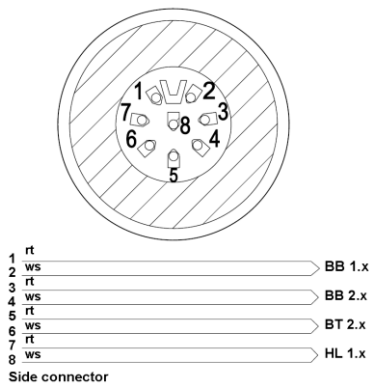 1 2
7 3
8
6 4
5
1 rt
2 ws BB 1.x
3 rt
4 ws BB 2.x
5 rt
6 ws BT 2.x
7 rt
8 ws HL 1.x
Side connector